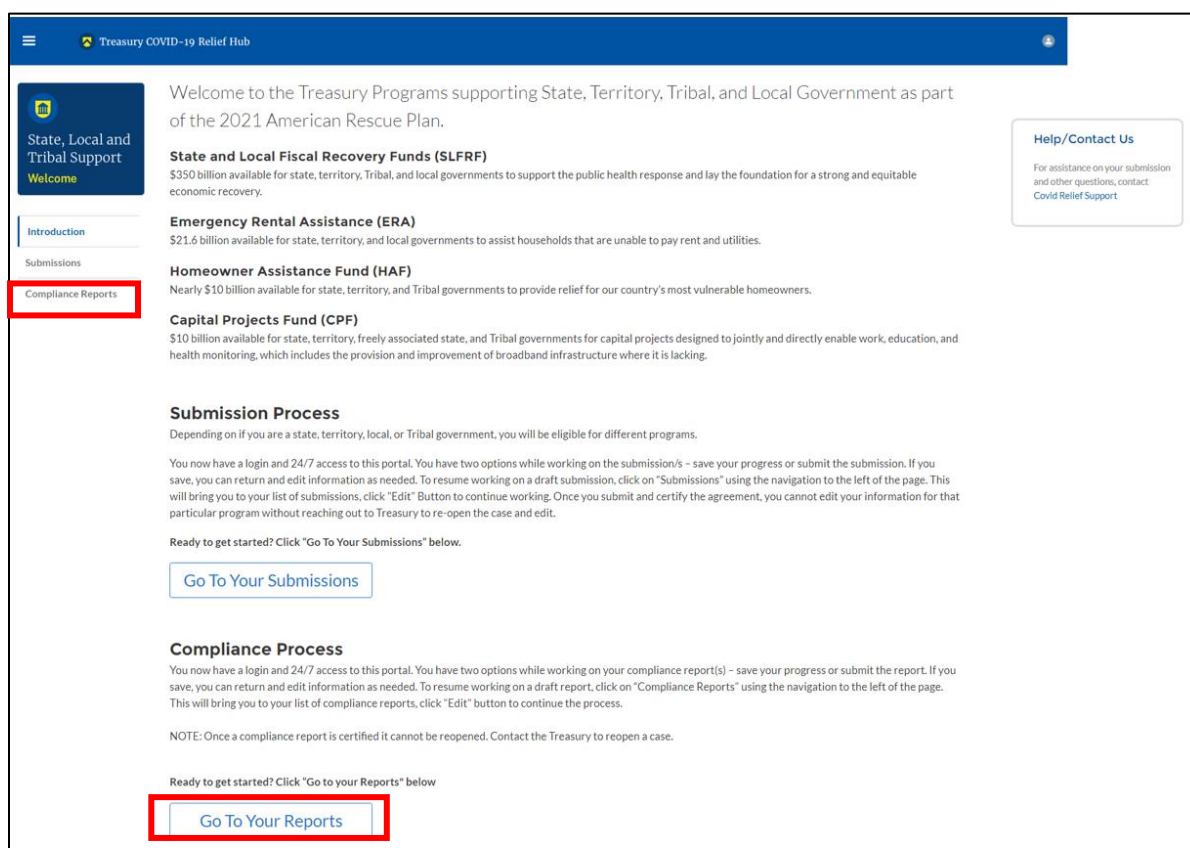 Treasury COVID-19 Relief Hub
State, Local and
Tribal Support
Welcome
Introduction
Submissions
Compliance Reports
Welcome to the Treasury Programs supporting State, Territory, Tribal, and Local Government as part
of the 2021 American Rescue Plan.
State and Local Fiscal Recovery Funds (SLFRF)
$350 billion available for state, territory, Tribal, and local governments to support the public health response and lay the foundation for a strong and equitable
economic recovery.
Emergency Rental Assistance (ERA)
$21.6 billion available for state, territory, and local governments to assist households that are unable to pay rent and utilities.
Homeowner Assistance Fund (HAF)
Nearly $10 billion available for state, territory, and Tribal governments to provide relief for our country's most vulnerable homeowners.
Capital Projects Fund (CPF)
$10 billion available for state, territory, freely associated state, and Tribal governments for capital projects designed to jointly and directly enable work, education, and
health monitoring, which includes the provision and improvement of broadband infrastructure where it is lacking.
Submission Process
Depending on if you are a state, territory, local, or Tribal government, you will be eligible for different programs.
You now have a login and 24/7 access to this portal. You have two options while working on the submission/s – save your progress or submit the submission. If you
save, you can return and edit information as needed. To resume working on a draft submission, click on "Submissions" using the navigation to the left of the page. This
will bring you to your list of submissions, click "Edit" Button to continue working. Once you submit and certify the agreement, you cannot edit your information for that
particular program without reaching out to Treasury to re-open the case and edit.
Ready to get started? Click "Go To Your Submissions" below.
Go To Your Submissions
Compliance Process
You now have a login and 24/7 access to this portal. You have two options while working on your compliance report(s) – save your progress or submit the report. If you
save, you can return and edit information as needed. To resume working on a draft report, click on "Compliance Reports" using the navigation to the left of the page.
This will bring you to your list of compliance reports, click "Edit" button to continue the process.
NOTE: Once a compliance report is certified it cannot be reopened. Contact the Treasury to reopen a case.
Ready to get started? Click "Go to your Reports" below
Go To Your Reports
Help/Contact Us
For assistance on your submission
and other questions, contact
Covid Relief Support